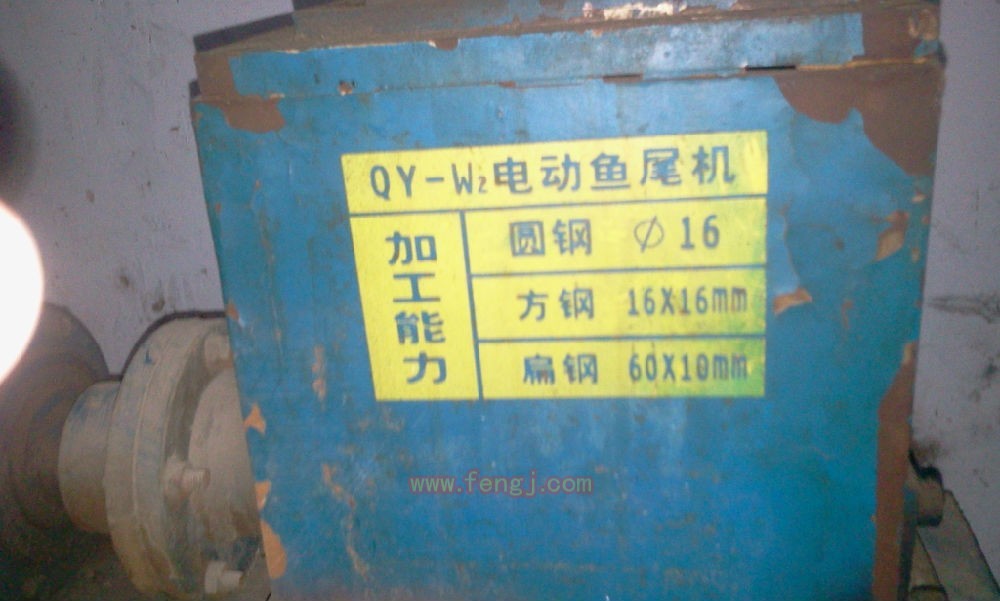 QY-W2电动鱼尾机
加工能力
圆钢 Φ16
方钢 16X16mm
扁钢 60X10mm
www.fengj.com